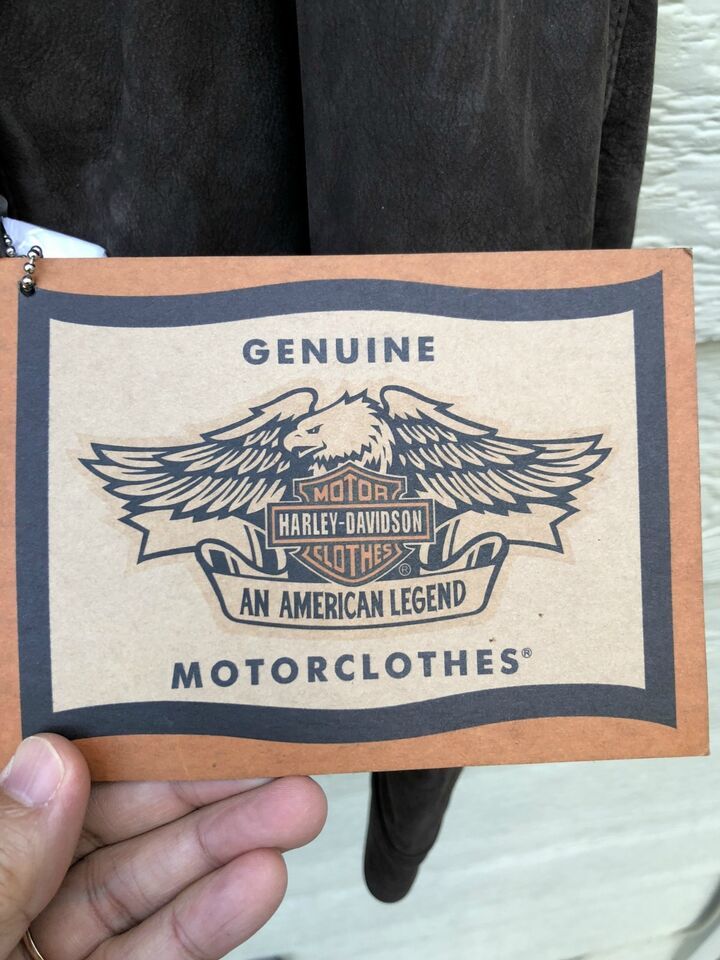 GENUINE
MOTOR
HARLEY-DAVIDSON
CLOTHES®
AN AMERICAN LEGEND
MOTORCLOTHES®